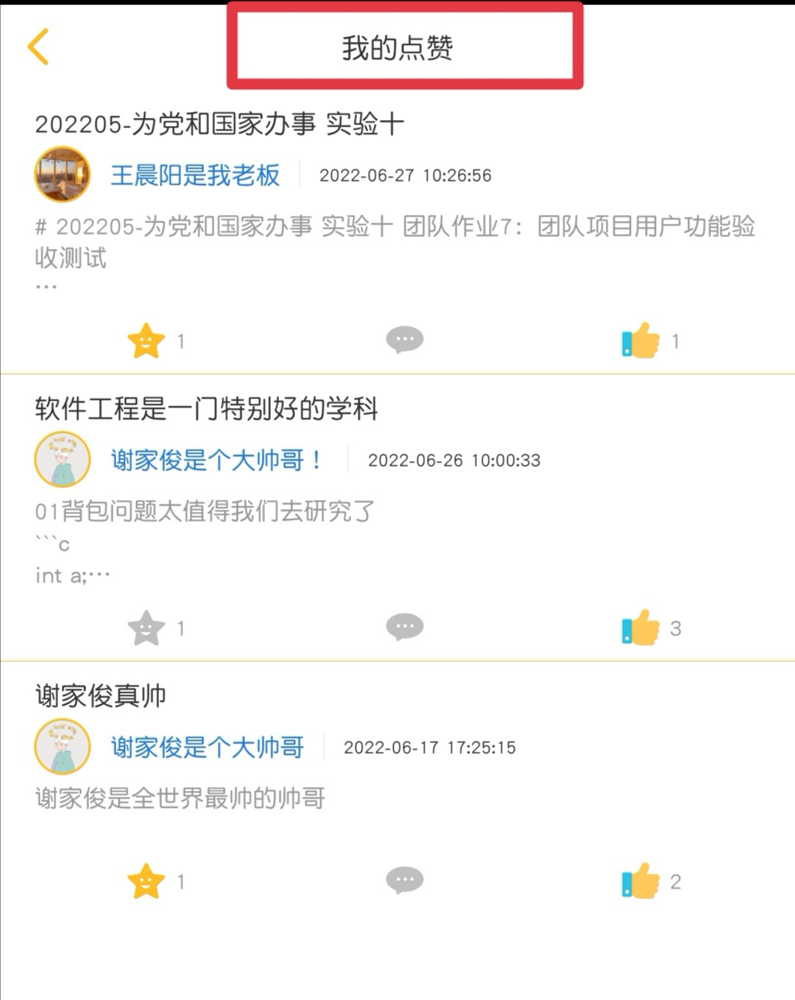 我的点赞
202205-为党和国家办事 实验十
王晨阳是我老板 2022-06-27 10:26:56
# 202205-为党和国家办事 实验十 团队作业7：团队项目用户功能验
收测试
...
1 1
软件工程是一门特别好的学科
谢家俊是个大帅哥！ 2022-06-26 10:00:33
01背包问题太值得我们去研究了
```c
int a;...
1 3
谢家俊真帅
谢家俊是个大帅哥 2022-06-17 17:25:15
谢家俊是全世界最帅的帅哥
1 2